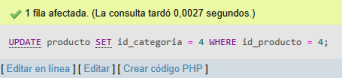 1 fila afectada. (La consulta tardó 0,0027 segundos.)
UPDATE producto SET id_categoria = 4 WHERE id_producto = 4;
[ Editar en línea ] [ Editar ] [ Crear código PHP ]